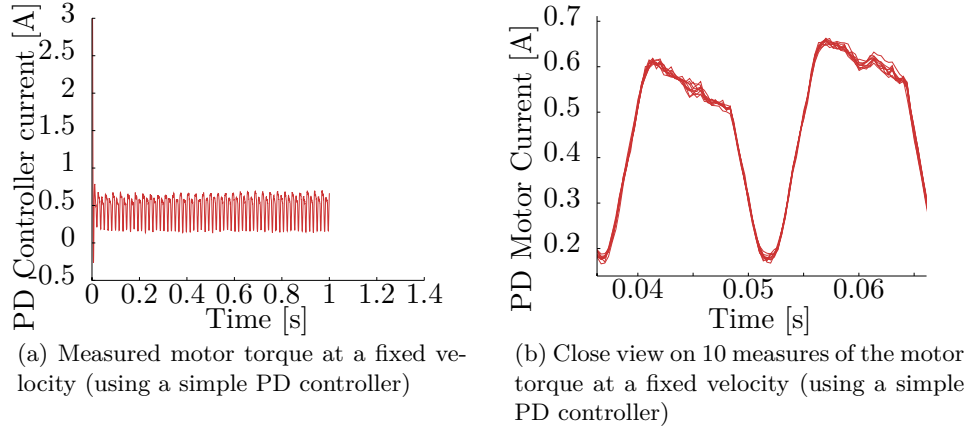 PD Controller current [A]
3
2.5
2
1.5
1
0.5
0
-0.5
0 0.2 0.4 0.6 0.8 1 1.2 1.4
Time [s]
(a) Measured motor torque at a fixed ve-
locity (using a simple PD controller)
PD Motor Current [A]
0.7
0.6
0.5
0.4
0.3
0.2
0.04 0.05 0.06
Time [s]
(b) Close view on 10 measures of the motor
torque at a fixed velocity (using a simple
PD controller)